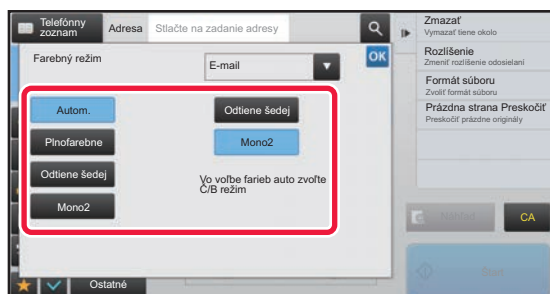 Telefónny
zoznam
Adresa
Stlačte na zadanie adresy
Zmazať
Vymazať tiene okolo
Farebný režim
E-mail
OK
Rozlíšenie
Zmeniť rozlíšenie odosielaní
Formát súboru
Zvoliť formát súboru
Autom.
Odtiene šedej
Prázdna strana Preskočiť
Preskočiť prázdne originály
Plnofarebne
Mono2
Odtiene šedej
Vo voľbe farieb auto zvoľte
Č/B režim
Mono2
CA
Ostatné